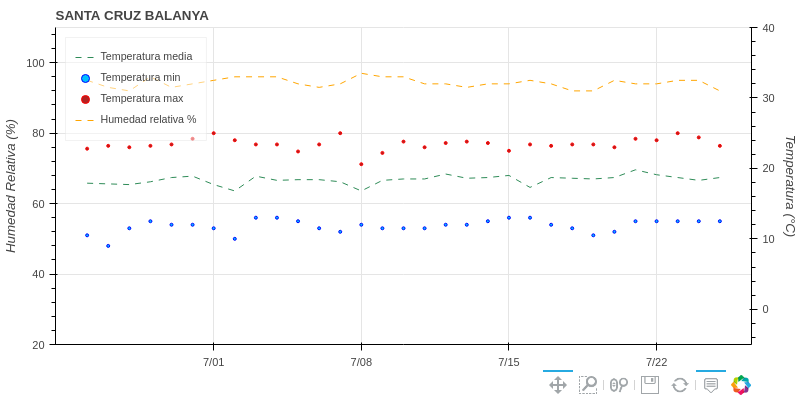 SANTA CRUZ BALANYA
Temperatura media
Temperatura min
Temperatura max
Humedad relativa %
Humedad Relativa (%)
100
80
60
40
20
Temperatura (°C)
40
30
20
10
0
7/01
7/08
7/15
7/22